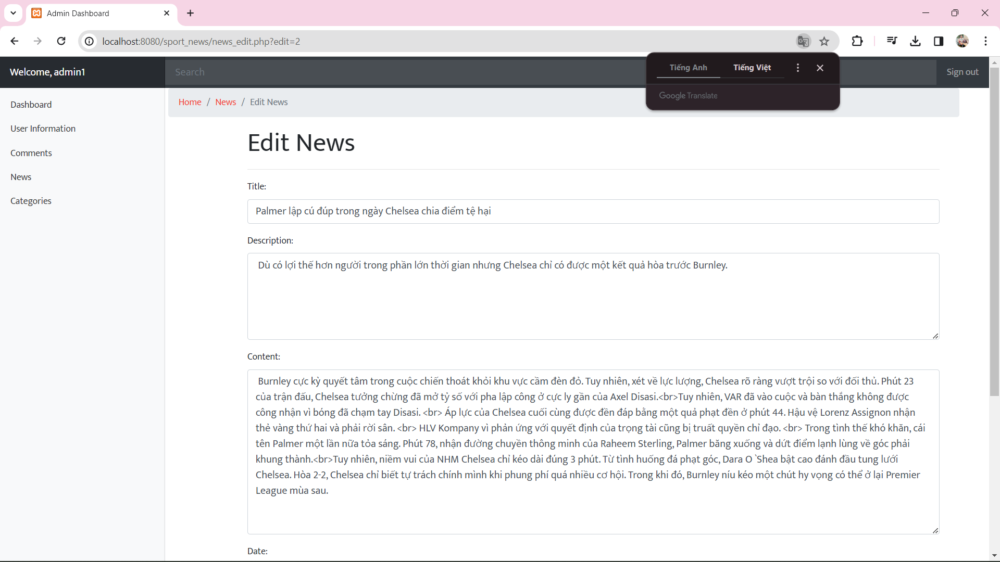 Admin Dashboard
localhost:8080/sport_news/news_edit.php?edit=2
Tiếng Anh Tiếng Việt
Google Translate
Welcome, admin1
Search
Sign out
Dashboard
User Information
Comments
News
Categories
Home / News / Edit News
Edit News
Title:
Palmer lập cú đúp trong ngày Chelsea chia điểm tệ hại
Description:
Dù có lợi thế hơn người trong phần lớn thời gian nhưng Chelsea chỉ có được một kết quả hòa trước Burnley.
Content:
Burnley cực kỳ quyết tâm trong cuộc chiến thoát khỏi khu vực cầm đèn đỏ. Tuy nhiên, xét về lực lượng, Chelsea rõ ràng vượt trội so với đối thủ. Phút 23
của trận đấu, Chelsea tưởng chừng đã mở tỷ số với pha lập công ở cực ly gần của Axel Disasi.<br>Tuy nhiên, VAR đã vào cuộc và bàn thắng không được
công nhận vì bóng đã chạm tay Disasi. <br> Áp lực của Chelsea cuối cùng được đền đáp bằng một quả phạt đền ở phút 44. Hậu vệ Lorenz Assignon nhận
thẻ vàng thứ hai và phải rời sân. <br> HLV Kompany vì phản ứng với quyết định của trọng tài cũng bị truất quyền chỉ đạo. <br> Trong tình thế khó khăn, cái
tên Palmer một lần nữa tỏa sáng. Phút 78, nhận đường chuyền thông minh của Raheem Sterling, Palmer băng xuống và dứt điểm lạnh lùng về góc phải
khung thành.<br>Tuy nhiên, niềm vui của NHM Chelsea chỉ kéo dài đúng 3 phút. Từ tình huống đá phạt góc, Dara O `Shea bật cao đánh đầu tung lưới
Chelsea. Hòa 2-2, Chelsea chỉ biết tự trách chính mình khi phung phí quá nhiều cơ hội. Trong khi đó, Burnley níu kéo một chút hy vọng có thể ở lại Premier
League mùa sau.
Date: